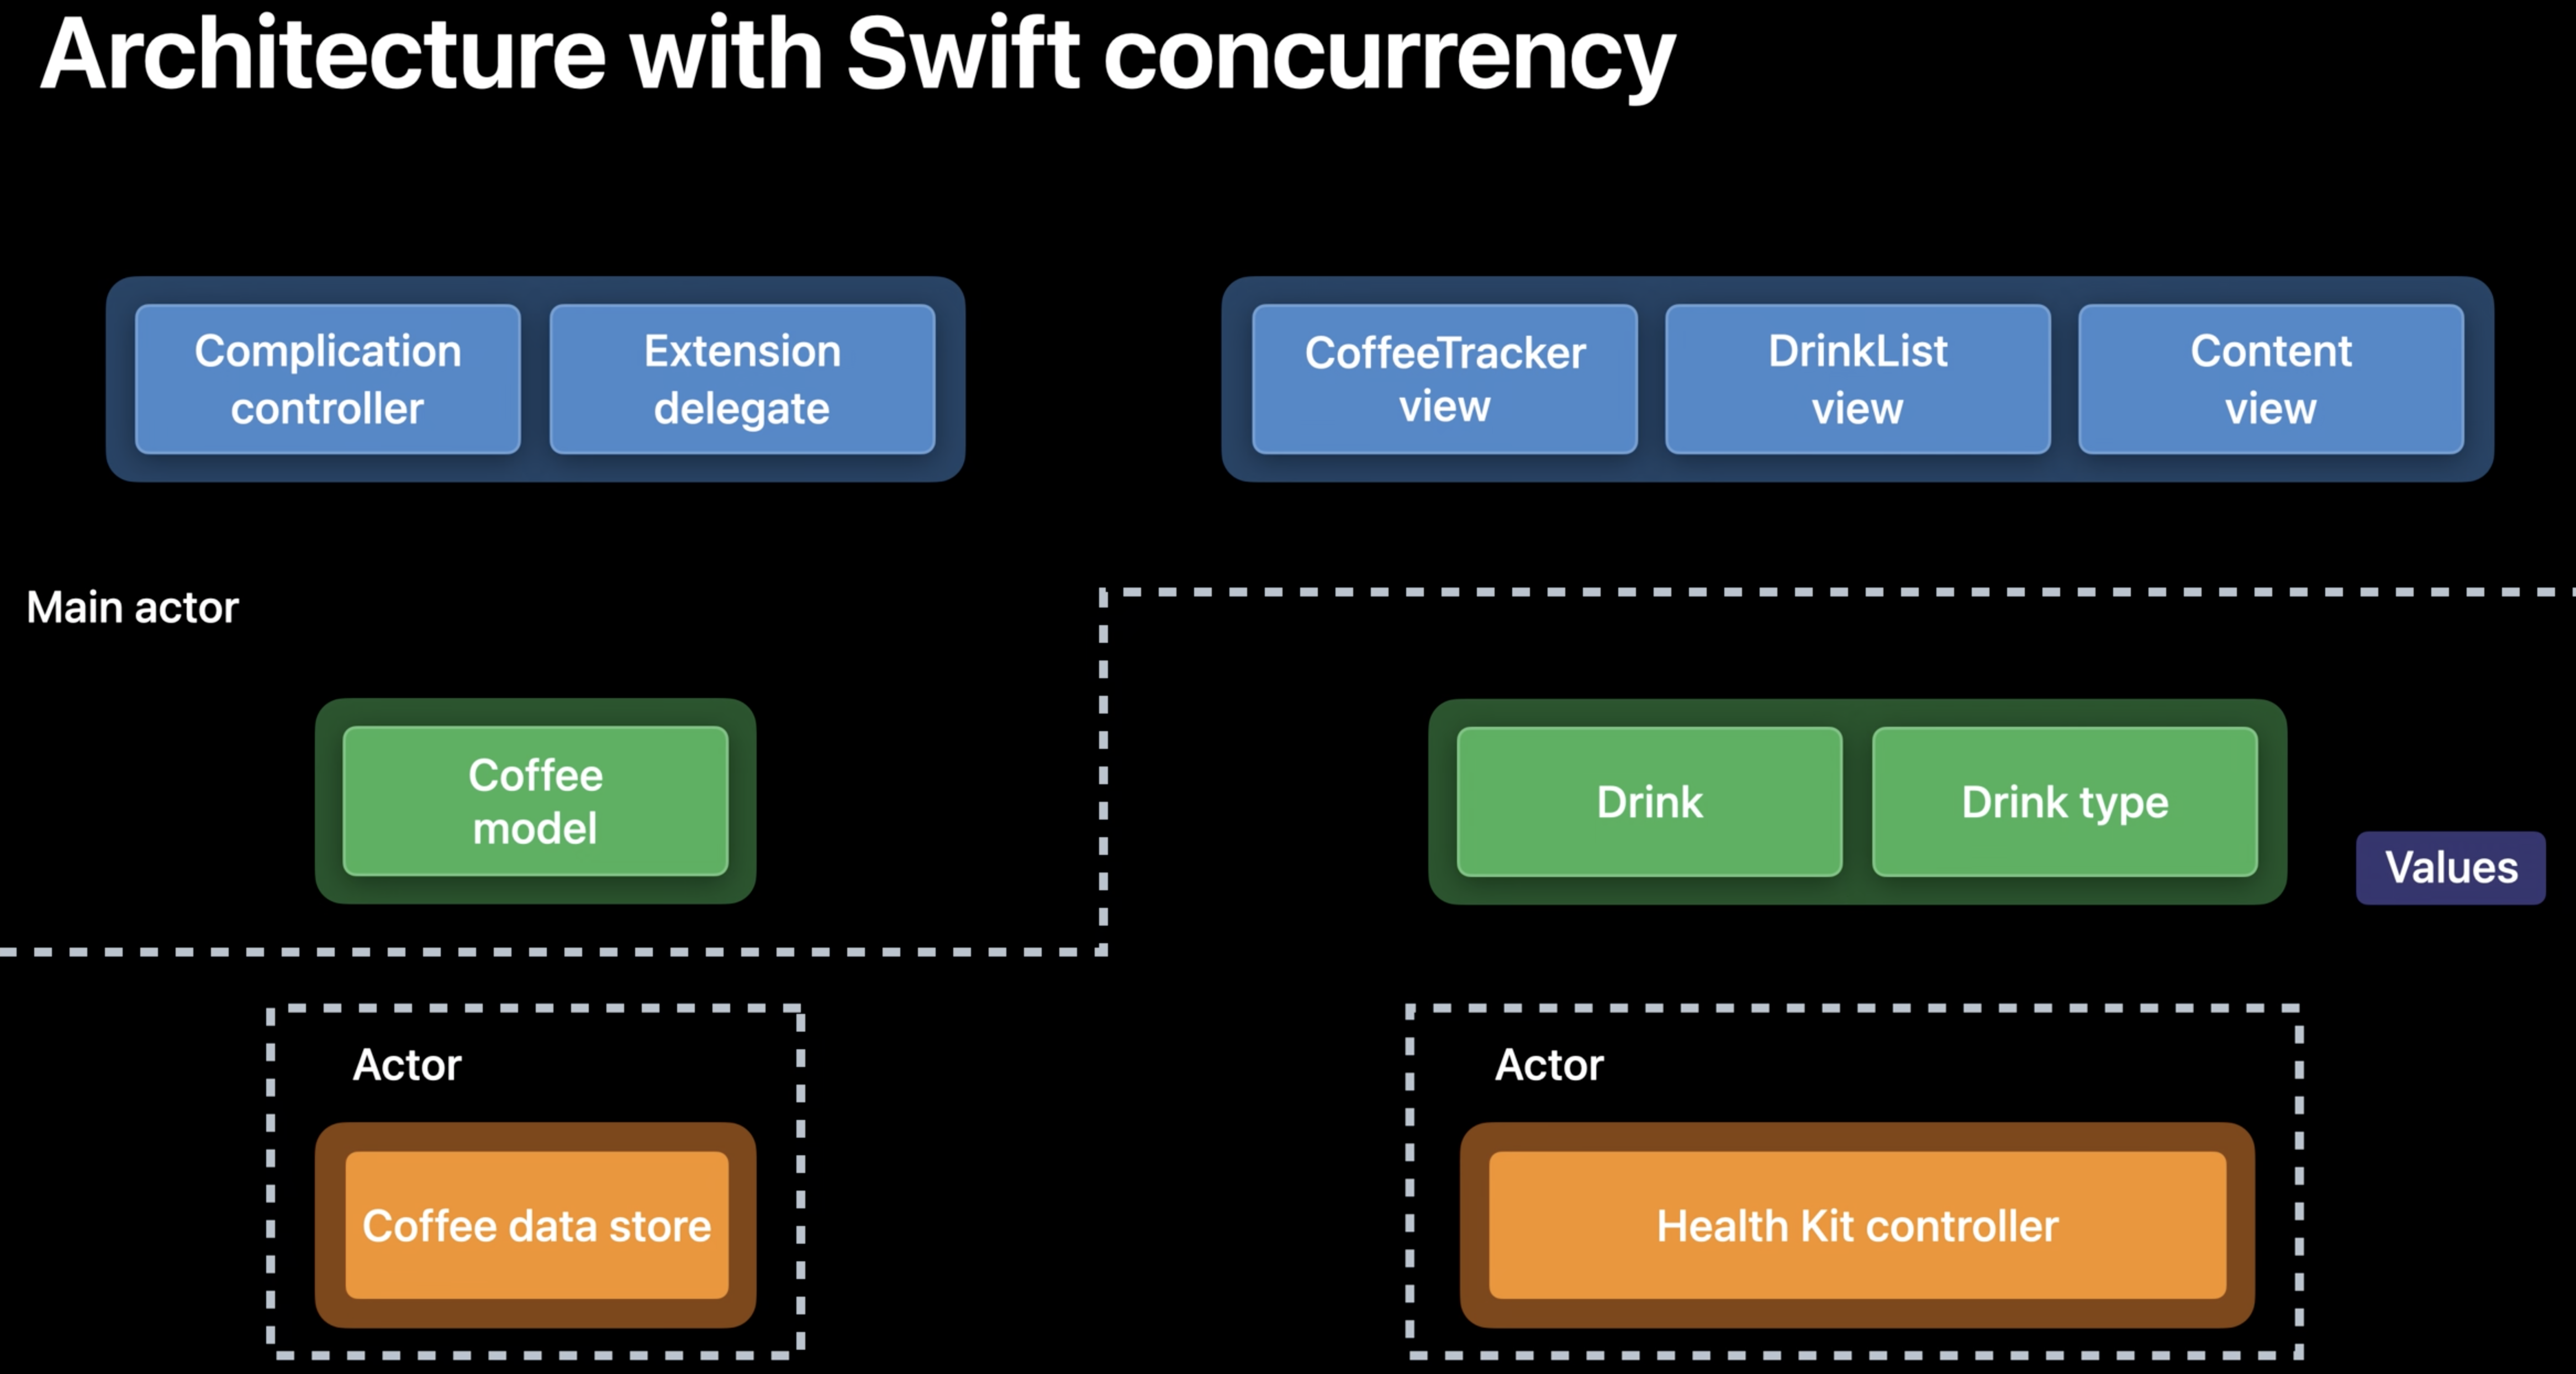 Architecture with Swift concurrency
Complication
controller
Extension
delegate
CoffeeTracker
view
DrinkList
view
Content
view
Main actor
Coffee
model
Drink
Drink type
Values
Actor
Coffee data store
Actor
Health Kit controller